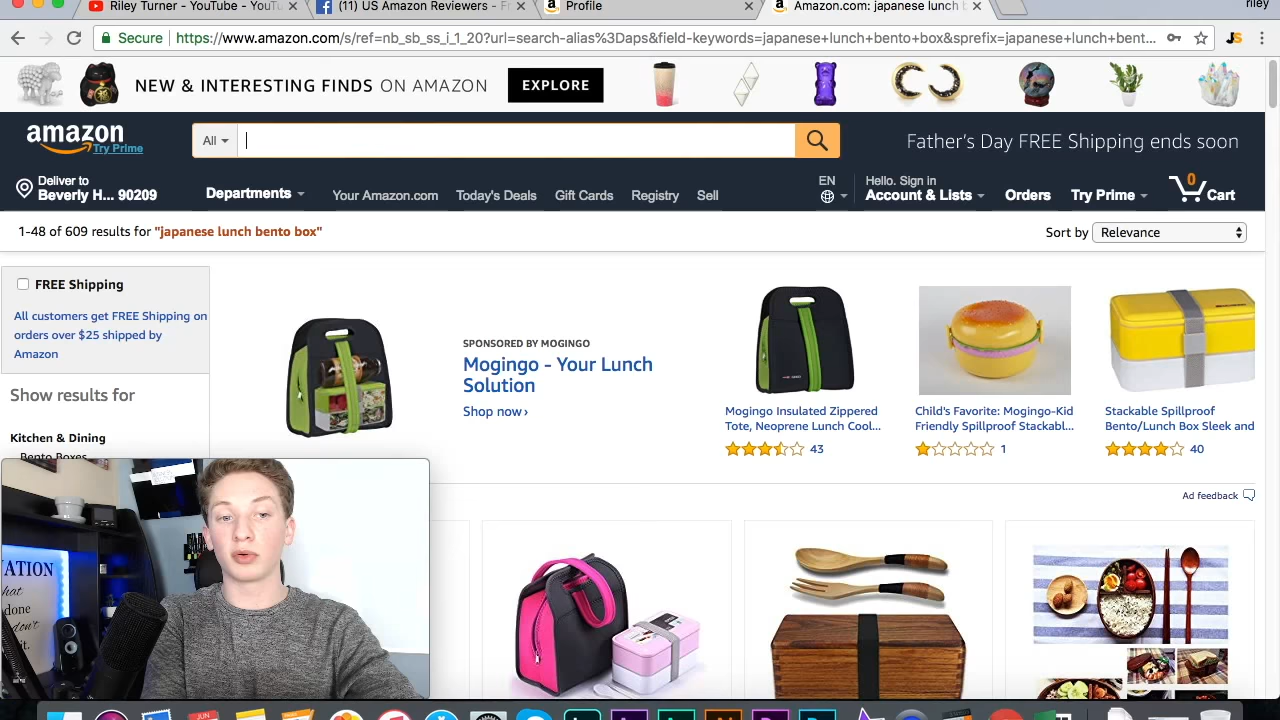 Riley Turner - YouTube - YouTu
(11) US Amazon Reviewers - Fr
Profile
Amazon.com: japanese lunch b
riley
Secure
https://www.amazon.com/s/ref=nb_sb_ss_i_1_20?url=search-alias%3Daps&field-keywords=japanese+lunch+bento+box&sprefix=japanese+lunch+bent...
JS
NEW & INTERESTING FINDS ON AMAZON
EXPLORE
amazon
Try Prime
All
Father's Day FREE Shipping ends soon
Deliver to
Beverly H... 90209
Departments
Your Amazon.com
Today's Deals
Gift Cards
Registry
Sell
EN
Hello. Sign in
Account & Lists
Orders
Try Prime
0
Cart
1-48 of 609 results for "japanese lunch bento box"
Sort by
Relevance
FREE Shipping
All customers get FREE Shipping on
orders over $25 shipped by
Amazon
Show results for
Kitchen & Dining
Bento Boxes
SPONSORED BY MOGINGO
Mogingo - Your Lunch
Solution
Shop now ›
Mogingo Insulated Zippered
Tote, Neoprene Lunch Cool...
43
Child's Favorite: Mogingo-Kid
Friendly Spillproof Stackabl...
1
Stackable Spillproof
Bento/Lunch Box Sleek and
40
Ad feedback
VATION
hat
done
don't
it.
JUN